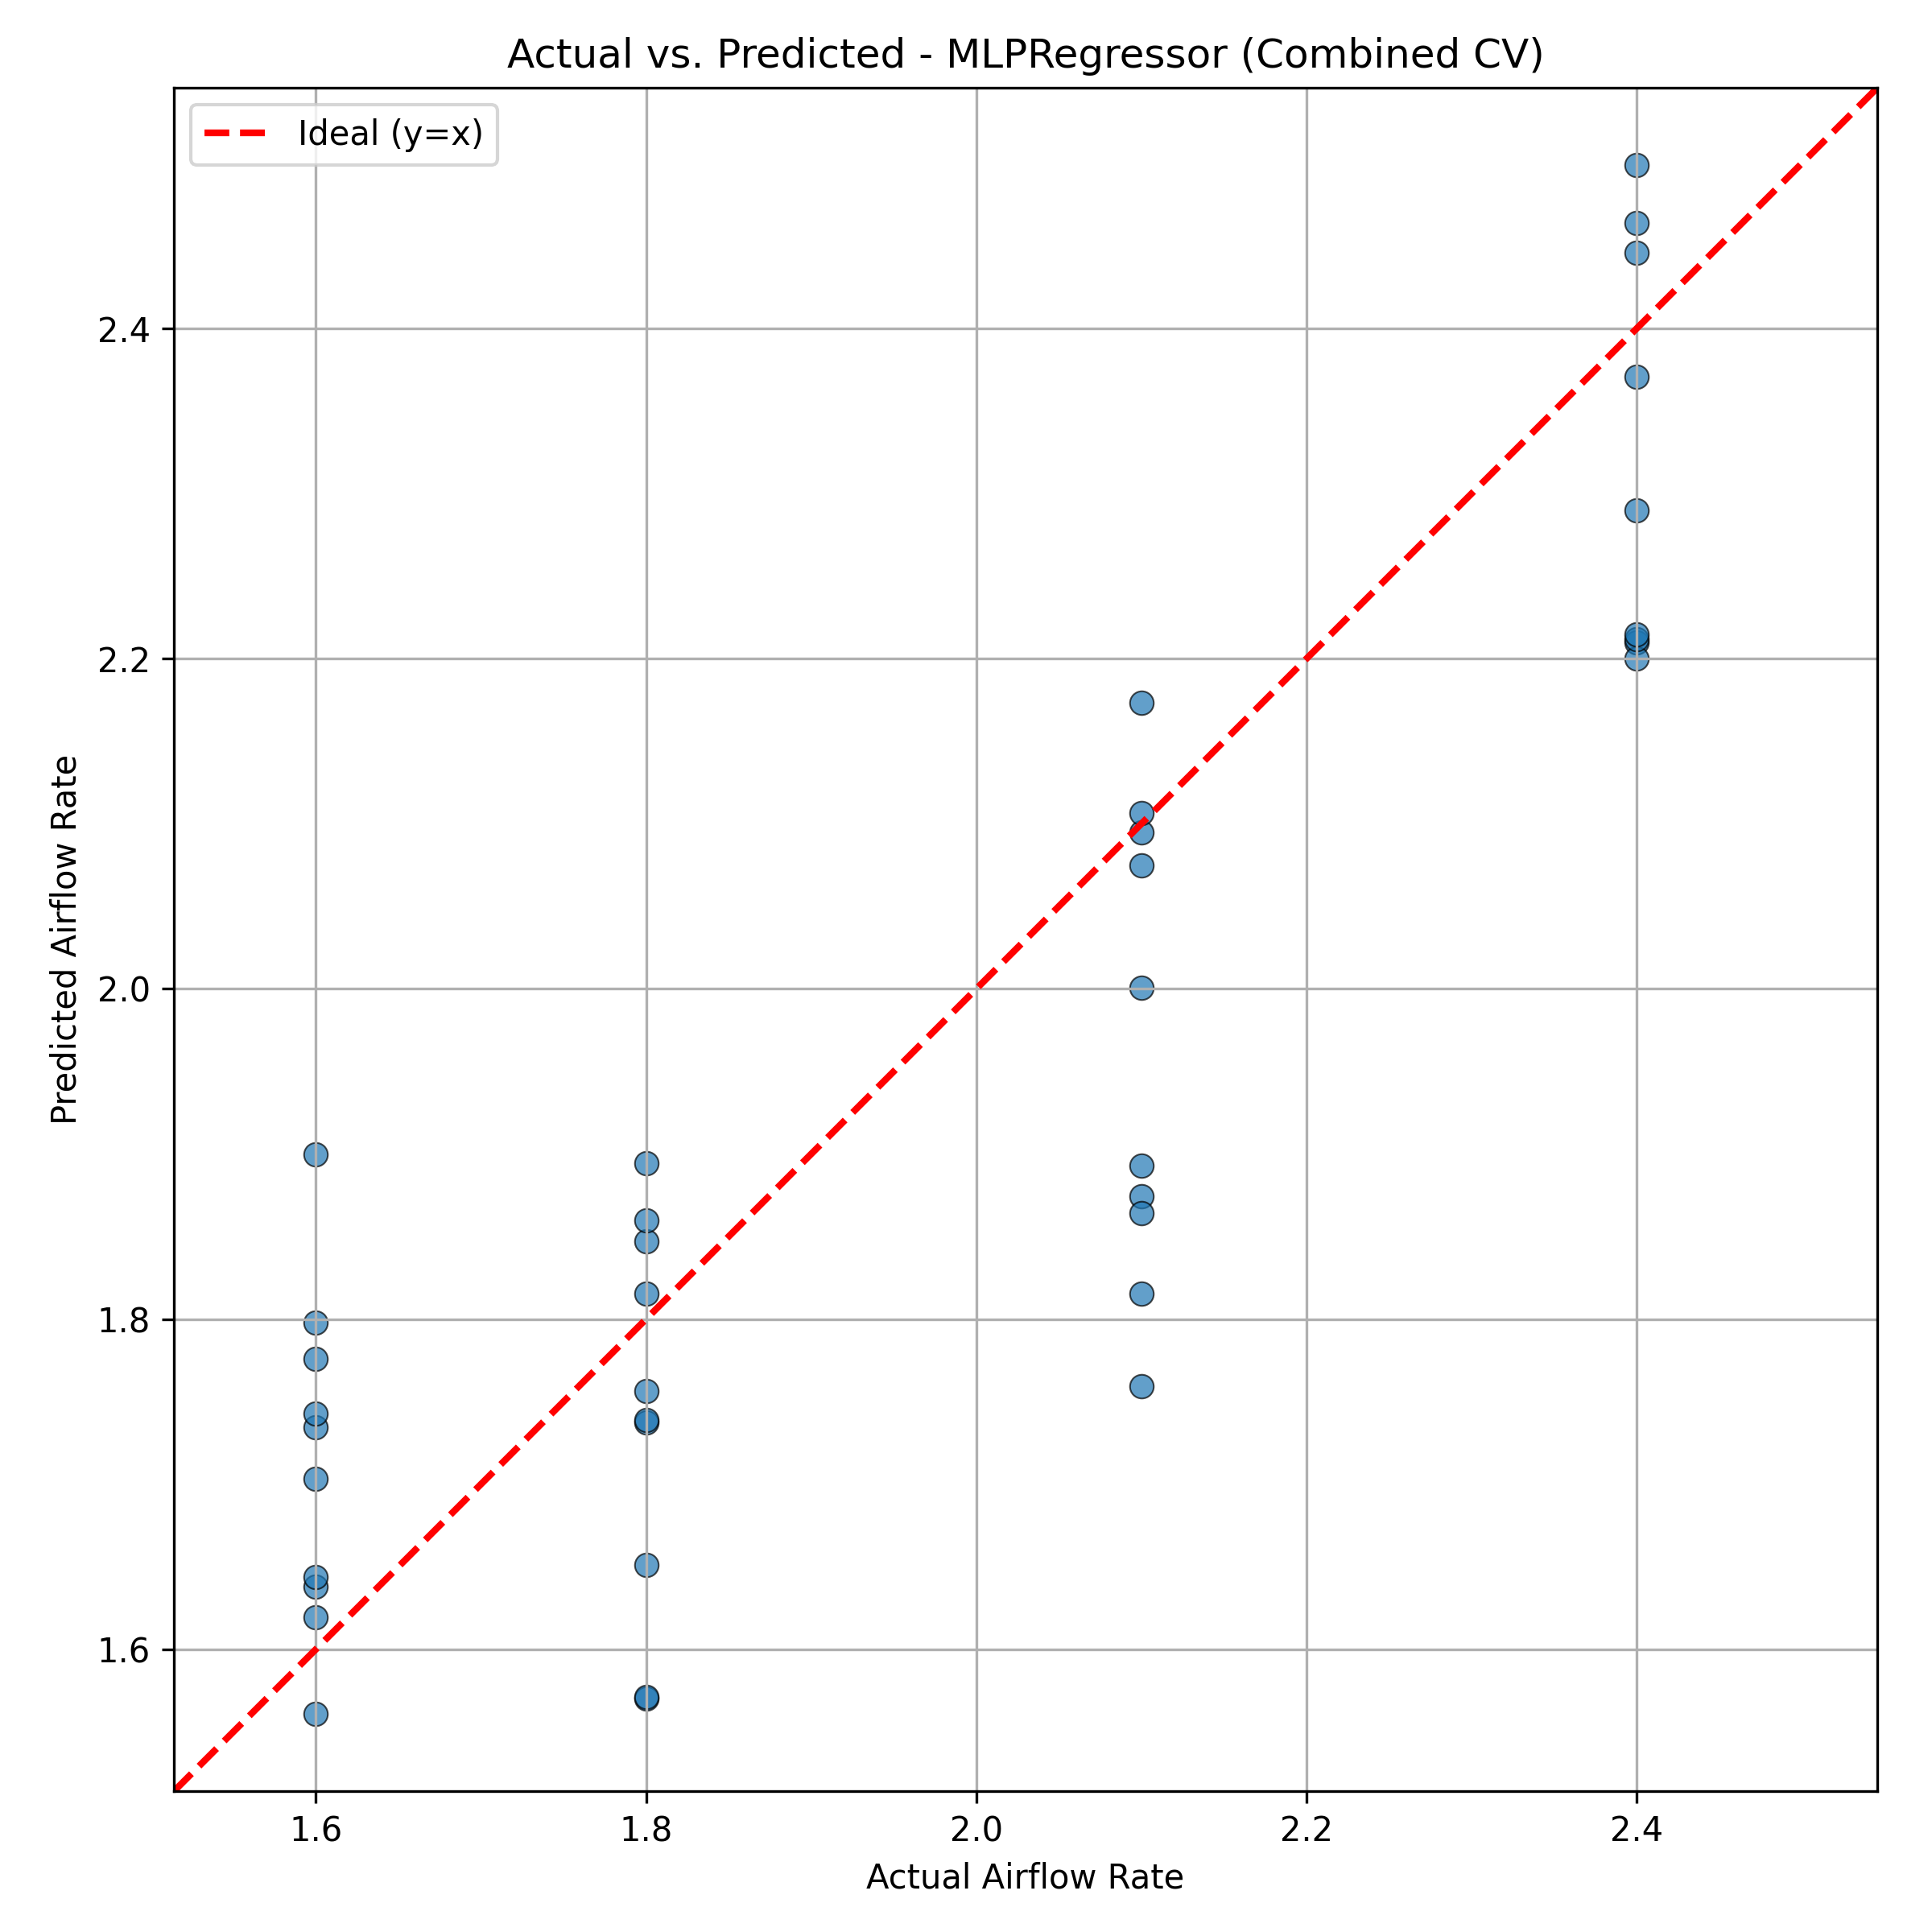 Actual vs. Predicted - MLPRegressor (Combined CV)
Ideal (y=x)
2.4
2.2
2.0
1.8
1.6
Predicted Airflow Rate
1.6 1.8 2.0 2.2 2.4
Actual Airflow Rate